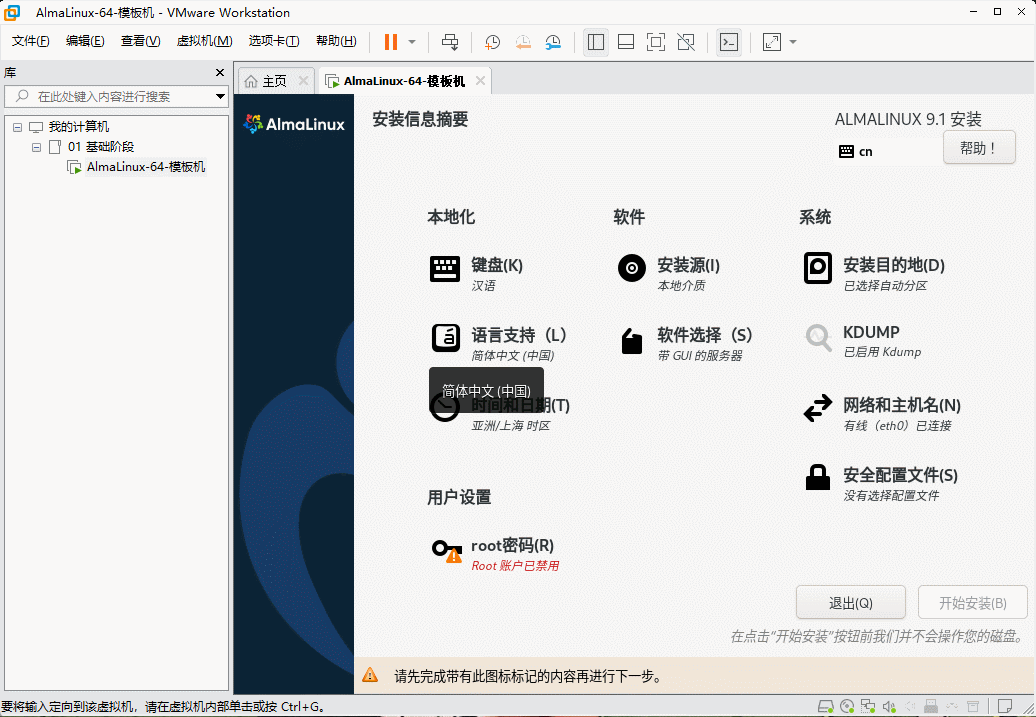 AlmaLinux-64-模板机 - VMware Workstation
文件(F) 编辑(E) 查看(V) 虚拟机(M) 选项卡(T) 帮助(H)
库
在此处键入内容进行搜索
我的计算机
01 基础阶段
AlmaLinux-64-模板机
主页 AlmaLinux-64-模板机
AlmaLinux
安装信息摘要
ALMALINUX 9.1 安装
cn
帮助！
本地化
键盘(K)
汉语
语言支持（L）
简体中文 (中国)
简体中文 (中国)
时间和日期(T)
亚洲/上海 时区
软件
安装源(I)
本地介质
软件选择（S）
带 GUI 的服务器
系统
安装目的地(D)
已选择自动分区
KDUMP
已启用 Kdump
网络和主机名(N)
有线（eth0）已连接
安全配置文件(S)
没有选择配置文件
用户设置
root密码(R)
Root 账户已禁用
退出(Q)
开始安装(B)
在点击“开始安装”按钮前我们并不会操作您的磁盘。
请先完成带有此图标标记的内容再进行下一步。
要将输入定向到该虚拟机，请在虚拟机内部单击或按 Ctrl+G。